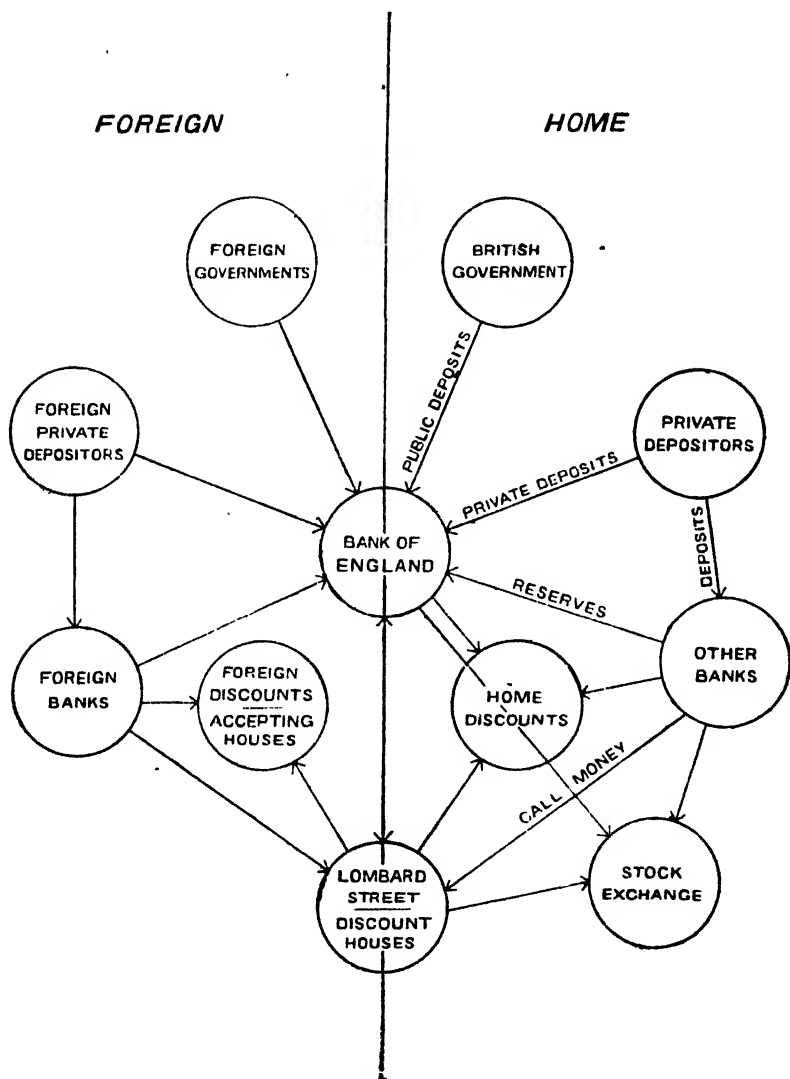 FOREIGN
HOME
FOREIGN
GOVERNMENTS
BRITISH
GOVERNMENT
PUBLIC DEPOSITS
FOREIGN
PRIVATE
DEPOSITORS
PRIVATE
DEPOSITORS
PRIVATE DEPOSITS
DEPOSITS
BANK OF
ENGLAND
RESERVES
FOREIGN
BANKS
FOREIGN
DISCOUNTS
ACCEPTING
HOUSES
HOME
DISCOUNTS
OTHER
BANKS
CALL MONEY
LOMBARD
STREET
DISCOUNT
HOUSES
STOCK
EXCHANGE